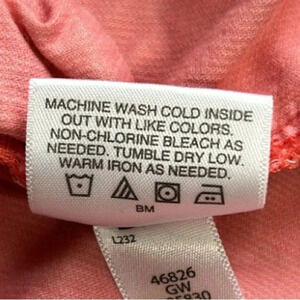 MACHINE WASH COLD INSIDE
OUT WITH LIKE COLORS.
NON-CHLORINE BLEACH AS
NEEDED. TUMBLE DRY LOW.
WARM IRON AS NEEDED.
BM
L232
46826
GW